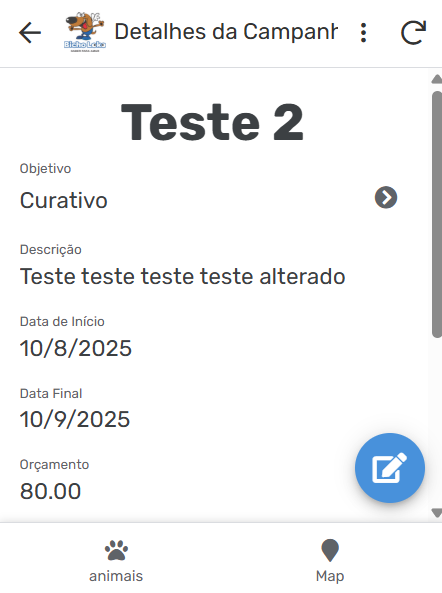 Bicho Loko
Detalhes da Campanh
Teste 2
Objetivo
Curativo
Descrição
Teste teste teste teste alterado
Data de Início
10/8/2025
Data Final
10/9/2025
Orçamento
80.00
animais
Map